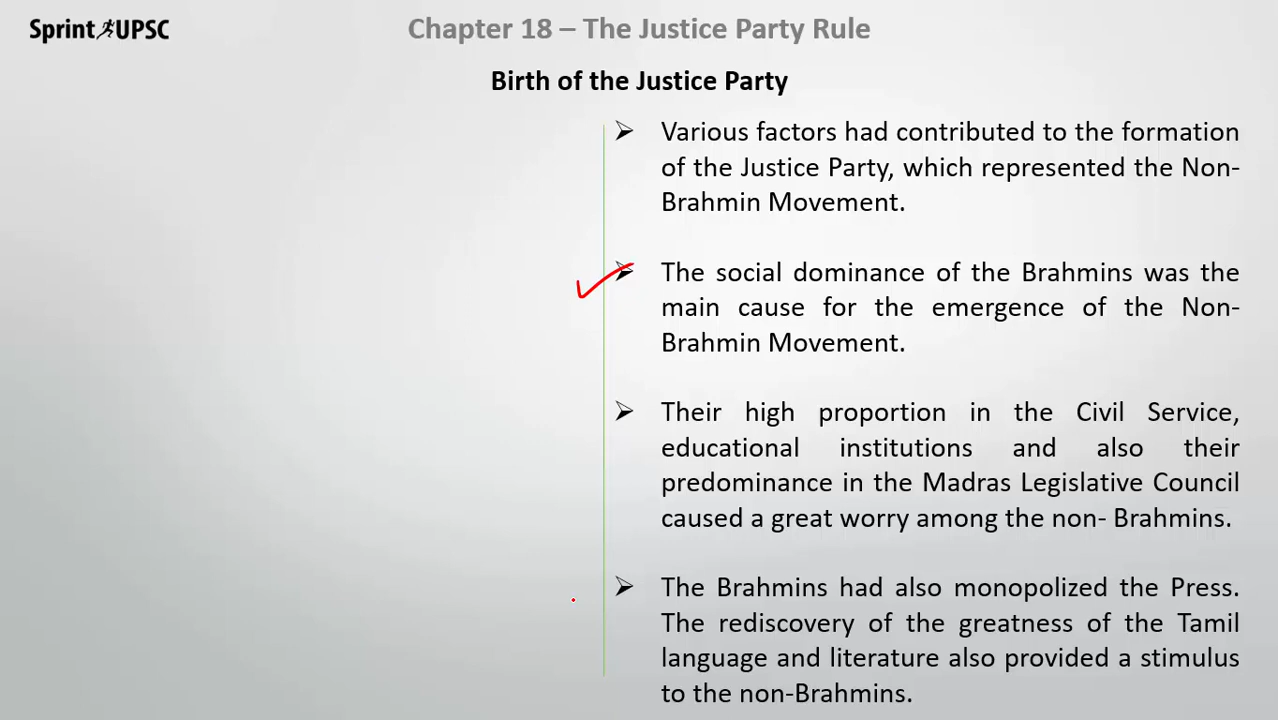 Sprint UPSC
Chapter 18 – The Justice Party Rule
Birth of the Justice Party
➢ Various factors had contributed to the formation
of the Justice Party, which represented the Non-
Brahmin Movement.
➢ The social dominance of the Brahmins was the
main cause for the emergence of the Non-
Brahmin Movement.
➢ Their high proportion in the Civil Service,
educational institutions and also their
predominance in the Madras Legislative Council
caused a great worry among the non- Brahmins.
➢ The Brahmins had also monopolized the Press.
The rediscovery of the greatness of the Tamil
language and literature also provided a stimulus
to the non-Brahmins.